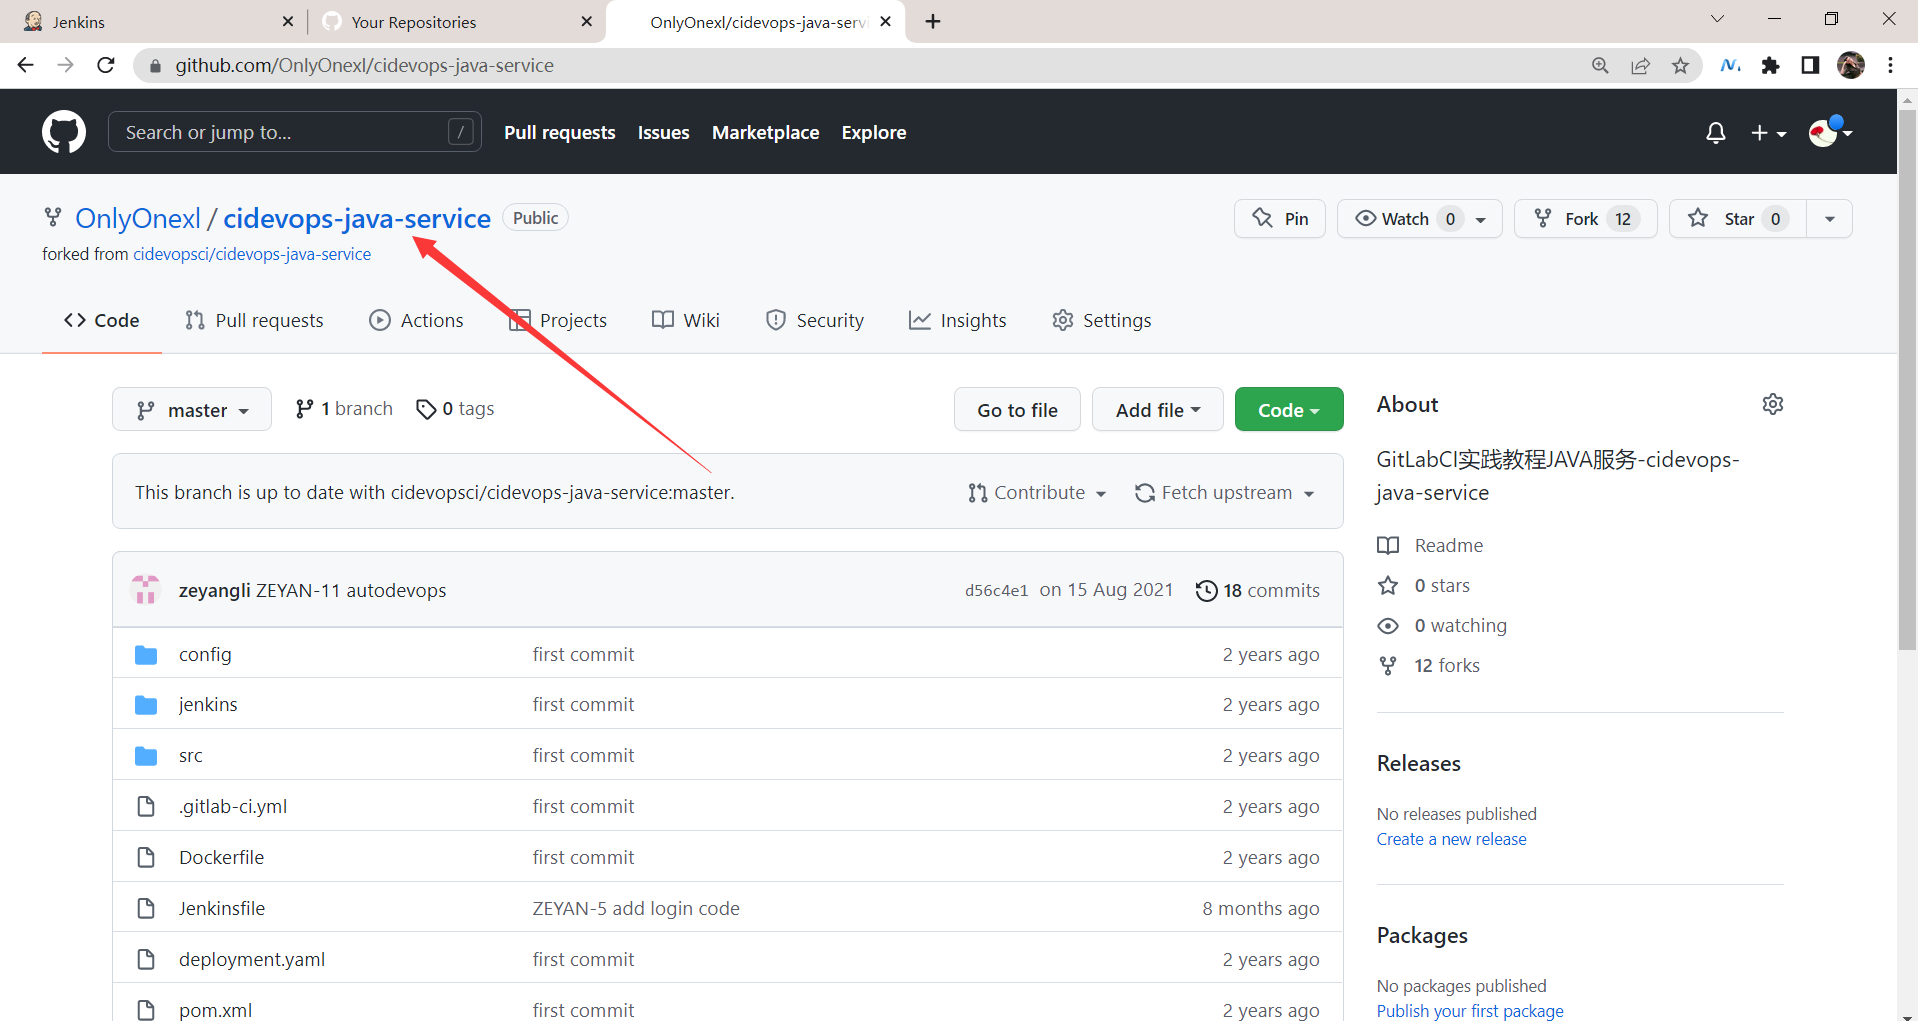 Jenkins
Your Repositories
OnlyOnexl/cidevops-java-serv
github.com/OnlyOnexl/cidevops-java-service
Search or jump to...
/
Pull requests
Issues
Marketplace
Explore
OnlyOnexl / cidevops-java-service
Public
Pin
Watch 0
Fork 12
Star 0
forked from cidevopsci/cidevops-java-service
Code
Pull requests
Actions
Projects
Wiki
Security
Insights
Settings
master
1 branch
0 tags
Go to file
Add file
Code
This branch is up to date with cidevopsci/cidevops-java-service:master.
Contribute
Fetch upstream
zeyangli ZEYAN-11 autodevops
d56c4e1 on 15 Aug 2021
18 commits
config first commit 2 years ago
jenkins first commit 2 years ago
src first commit 2 years ago
.gitlab-ci.yml first commit 2 years ago
Dockerfile first commit 2 years ago
Jenkinsfile ZEYAN-5 add login code 8 months ago
deployment.yaml first commit 2 years ago
pom.xml first commit 2 years ago
About
GitLabCI实践教程JAVA服务-cidevops-
java-service
Readme
0 stars
0 watching
12 forks
Releases
No releases published
Create a new release
Packages
No packages published
Publish your first package